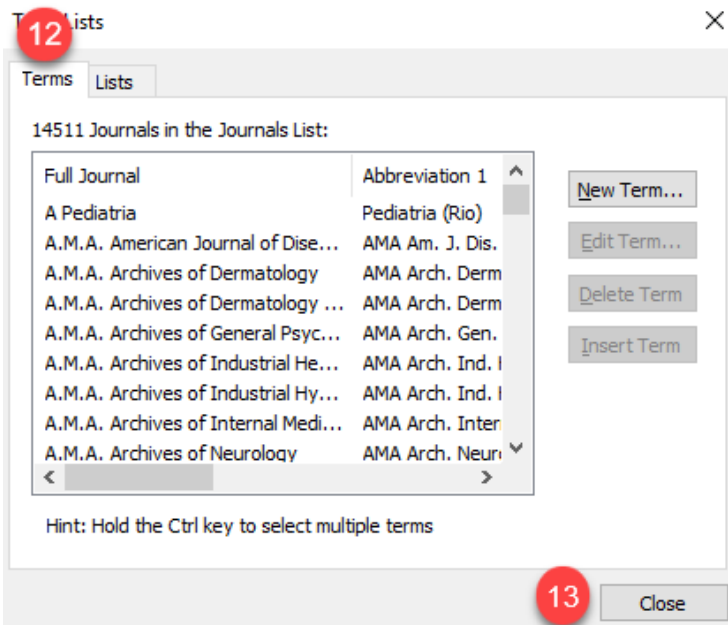 Lists
12
Terms Lists
14511 Journals in the Journals List:
Full Journal Abbreviation 1
A Pediatria Pediatria (Rio)
A.M.A. American Journal of Dise... AMA Am. J. Dis.
A.M.A. Archives of Dermatology AMA Arch. Derm
A.M.A. Archives of Dermatology ... AMA Arch. Derm
A.M.A. Archives of General Psyc... AMA Arch. Gen.
A.M.A. Archives of Industrial He... AMA Arch. Ind.
A.M.A. Archives of Industrial Hy... AMA Arch. Ind.
A.M.A. Archives of Internal Medi... AMA Arch. Inter
A.M.A. Archives of Neurology AMA Arch. Neur
New Term...
Edit Term...
Delete Term
Insert Term
Hint: Hold the Ctrl key to select multiple terms
13
Close